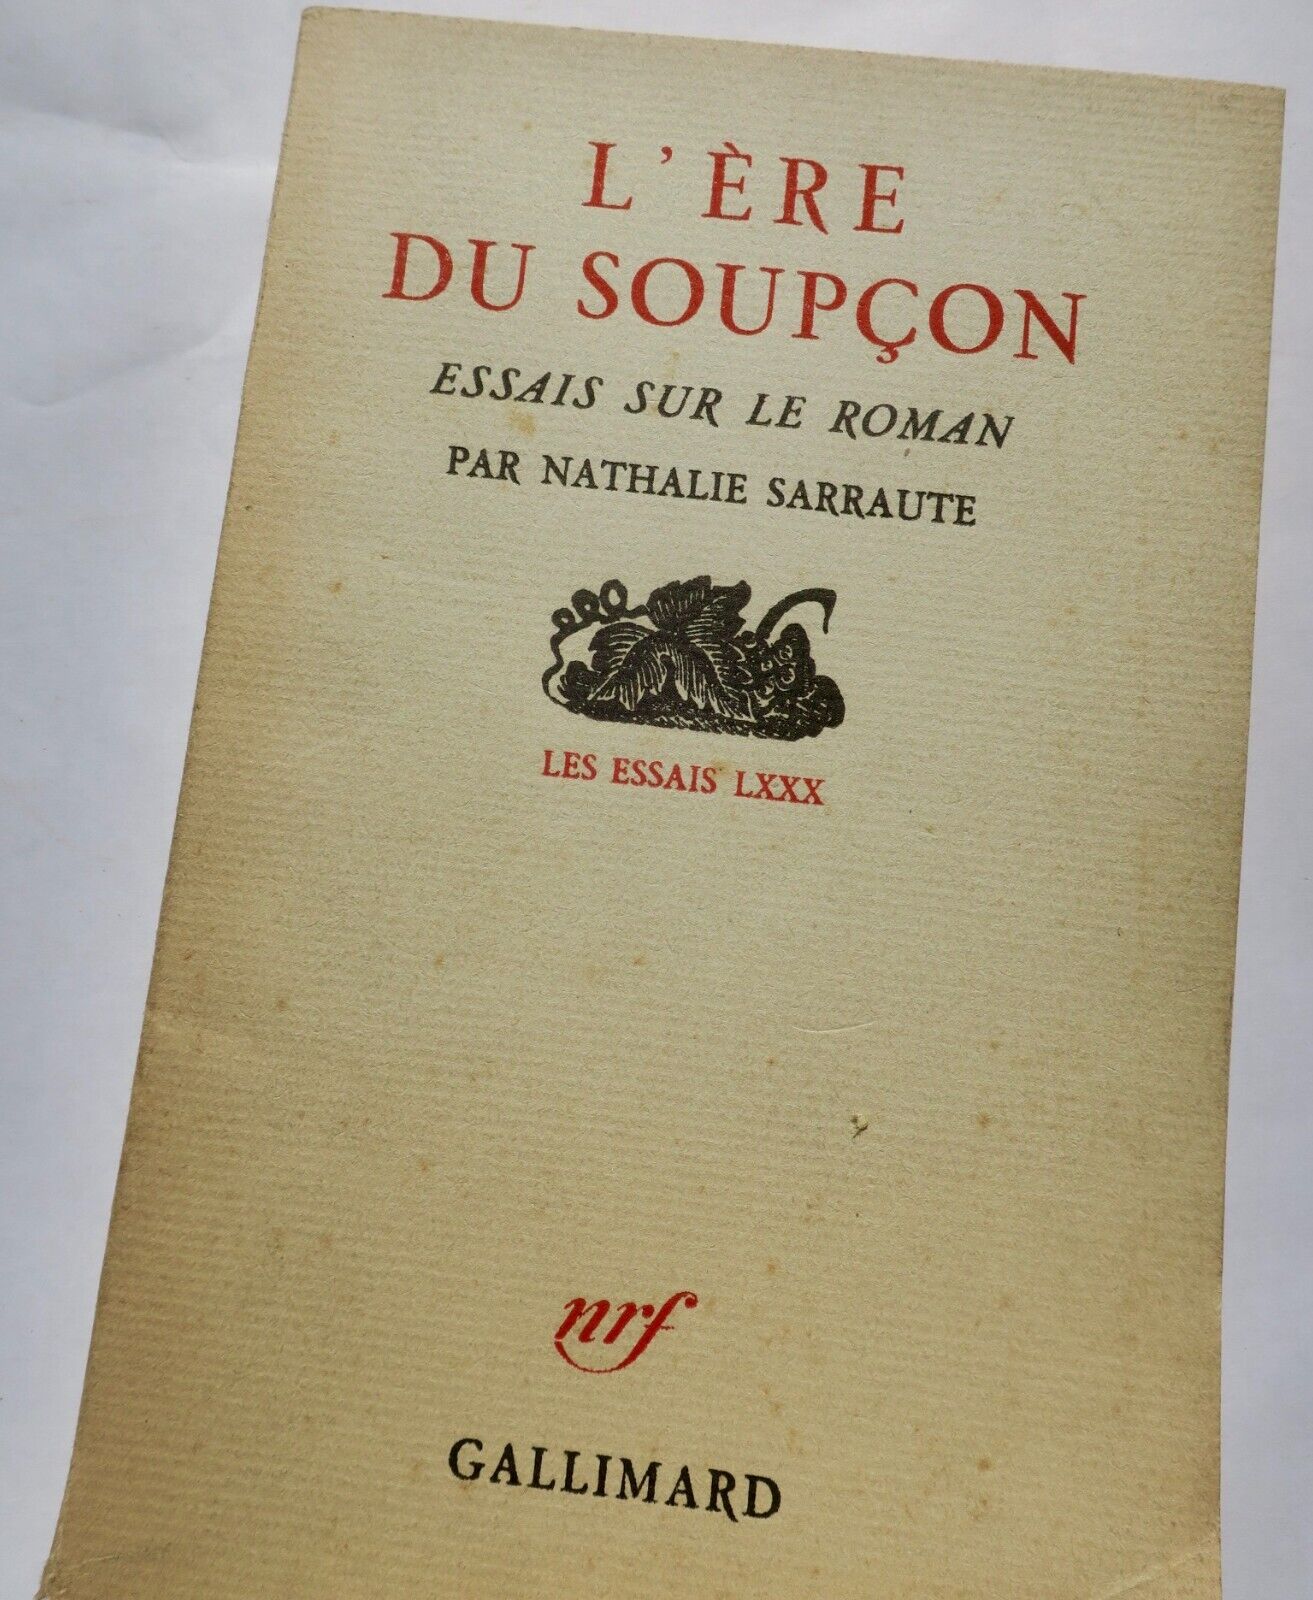 L'ÈRE
DU SOUPÇON
ESSAIS SUR LE ROMAN
PAR NATHALIE SARRAUTE
LES ESSAIS LXXX
nrf
GALLIMARD